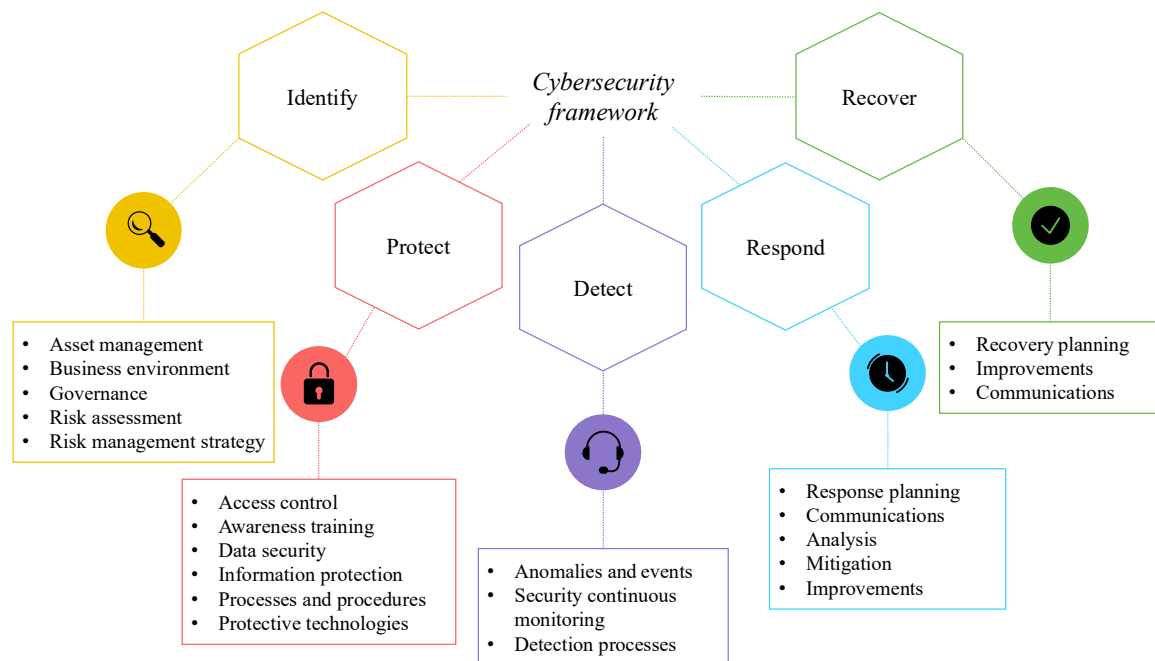 Cybersecurity
framework
Identify
Protect
Detect
Respond
Recover
• Asset management
• Business environment
• Governance
• Risk assessment
• Risk management strategy
• Access control
• Awareness training
• Data security
• Information protection
• Processes and procedures
• Protective technologies
• Anomalies and events
• Security continuous
monitoring
• Detection processes
• Response planning
• Communications
• Analysis
• Mitigation
• Improvements
• Recovery planning
• Improvements
• Communications